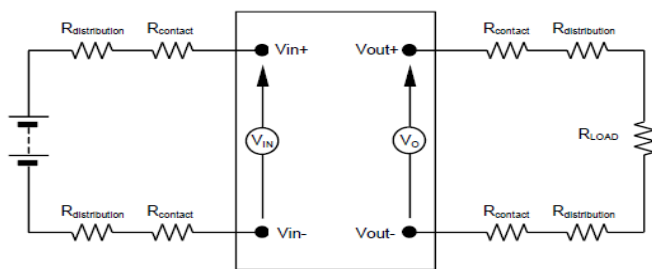 Rdistribution Rcontact Rcontact Rdistribution
Vin+ Vout+
VIN VO RLOAD
Rdistribution Rcontact Rcontact Rdistribution
Vin- Vout-